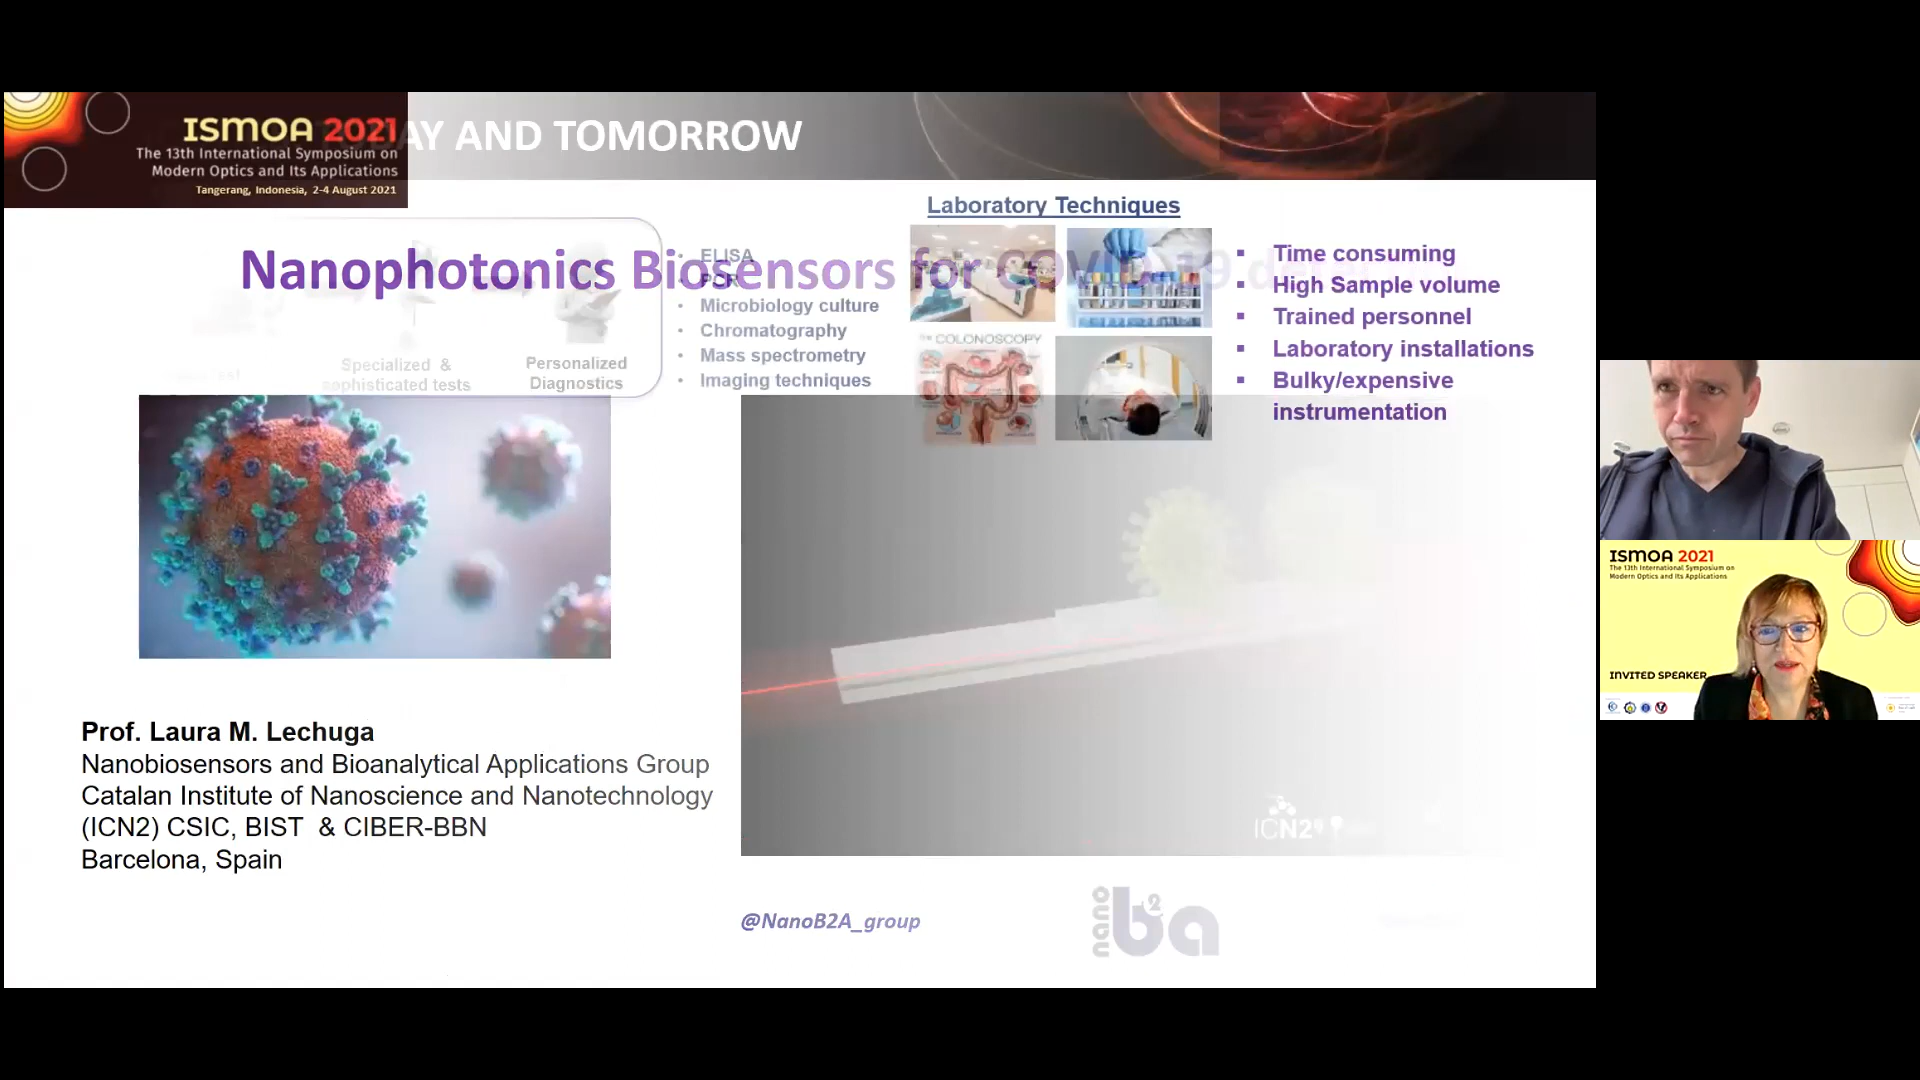 ISMOA 2021
The 13th International Symposium on
Modern Optics and Its Applications
Tangerang, Indonesia, 2-4 August 2021
AY AND TOMORROW
Nanophotonics Biosensors for COVID-19
Specialized &
sophisticated tests
Personalized
Diagnostics
• ELISA
• PCR
• Microbiology culture
• Chromatography
• Mass spectrometry
• Imaging techniques
Laboratory Techniques
COLONOSCOPY
▪ Time consuming
▪ High Sample volume
▪ Trained personnel
▪ Laboratory installations
▪ Bulky/expensive
instrumentation
Prof. Laura M. Lechuga
Nanobiosensors and Bioanalytical Applications Group
Catalan Institute of Nanoscience and Nanotechnology
(ICN2) CSIC, BIST & CIBER-BBN
Barcelona, Spain
ICN2
@NanoB2A_group
nano b2a
ISMOA 2021
The 13th International Symposium on
Modern Optics and Its Applications
INVITED SPEAKER